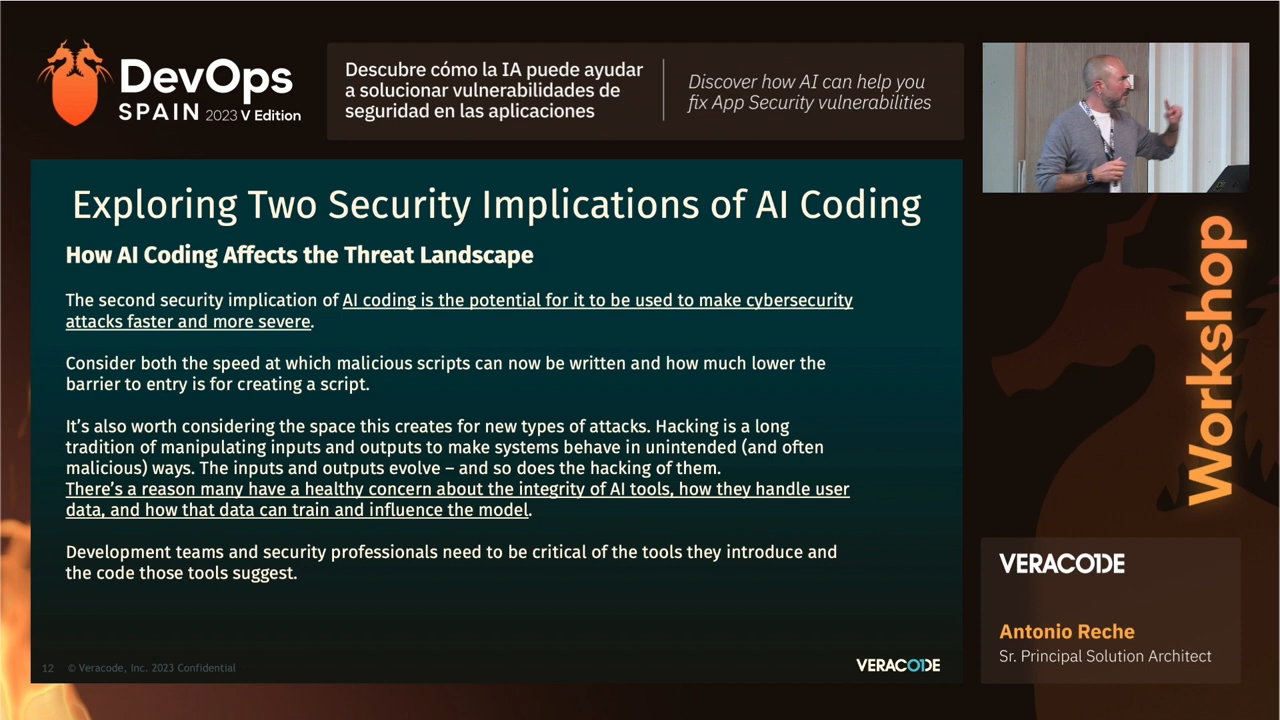 DevOps
SPAIN 2023 V Edition
Descubre cómo la IA puede ayudar
a solucionar vulnerabilidades de
seguridad en las aplicaciones
Discover how AI can help you
fix App Security vulnerabilities
Exploring Two Security Implications of AI Coding
How AI Coding Affects the Threat Landscape
The second security implication of AI coding is the potential for it to be used to make cybersecurity
attacks faster and more severe.
Consider both the speed at which malicious scripts can now be written and how much lower the
barrier to entry is for creating a script.
It’s also worth considering the space this creates for new types of attacks. Hacking is a long
tradition of manipulating inputs and outputs to make systems behave in unintended (and often
malicious) ways. The inputs and outputs evolve – and so does the hacking of them.
There’s a reason many have a healthy concern about the integrity of AI tools, how they handle user
data, and how that data can train and influence the model.
Development teams and security professionals need to be critical of the tools they introduce and
the code those tools suggest.
12 © Veracode, Inc. 2023 Confidential
VERACODE
Workshop
VERACODE
Antonio Reche
Sr. Principal Solution Architect